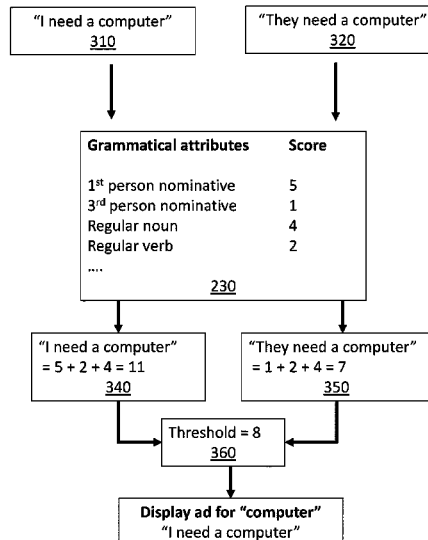 “I need a computer”
310
“They need a computer”
320
Grammatical attributes Score
1st person nominative 5
3rd person nominative 1
Regular noun 4
Regular verb 2
....
230
“I need a computer”
= 5 + 2 + 4 = 11
340
“They need a computer”
= 1 + 2 + 4 = 7
350
Threshold = 8
360
Display ad for “computer”
“I need a computer”